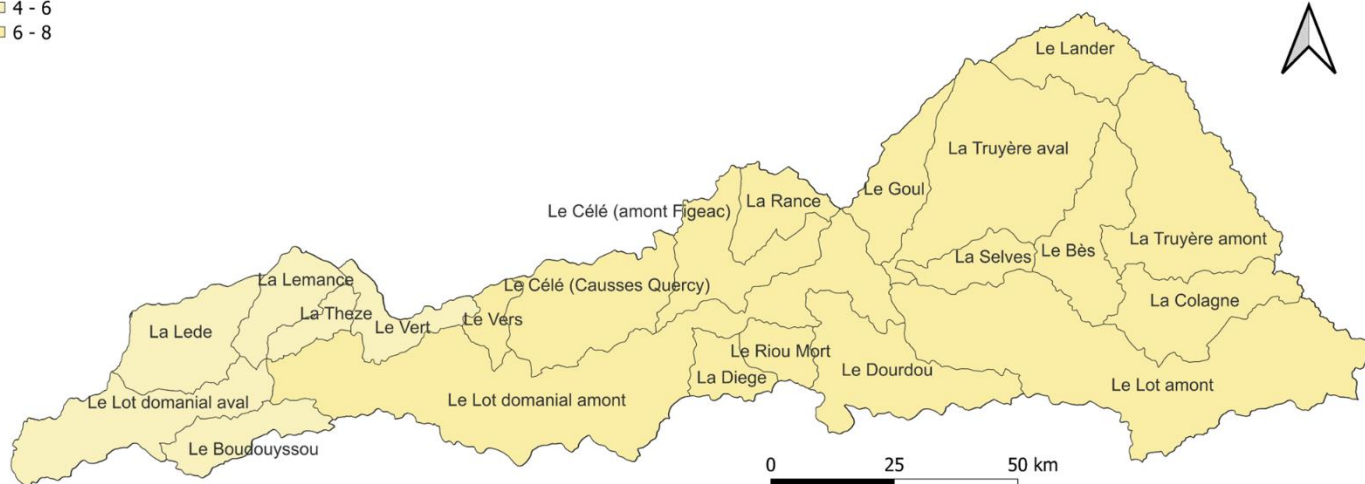 4 - 6
6 - 8
Le Lander
La Truyère aval
Le Goul
La Rance
Le Célé (amont Figeac)
La Truyère amont
La Selves
Le Bès
La Lemance
Le Célé (Causses Quercy)
La Colagne
La Theze
Le Vers
Le Vert
La Lede
Le Riou Mort
Le Dourdou
La Diege
Le Lot amont
Le Lot domanial aval
Le Lot domanial amont
Le Boudouyssou
0 25 50 km